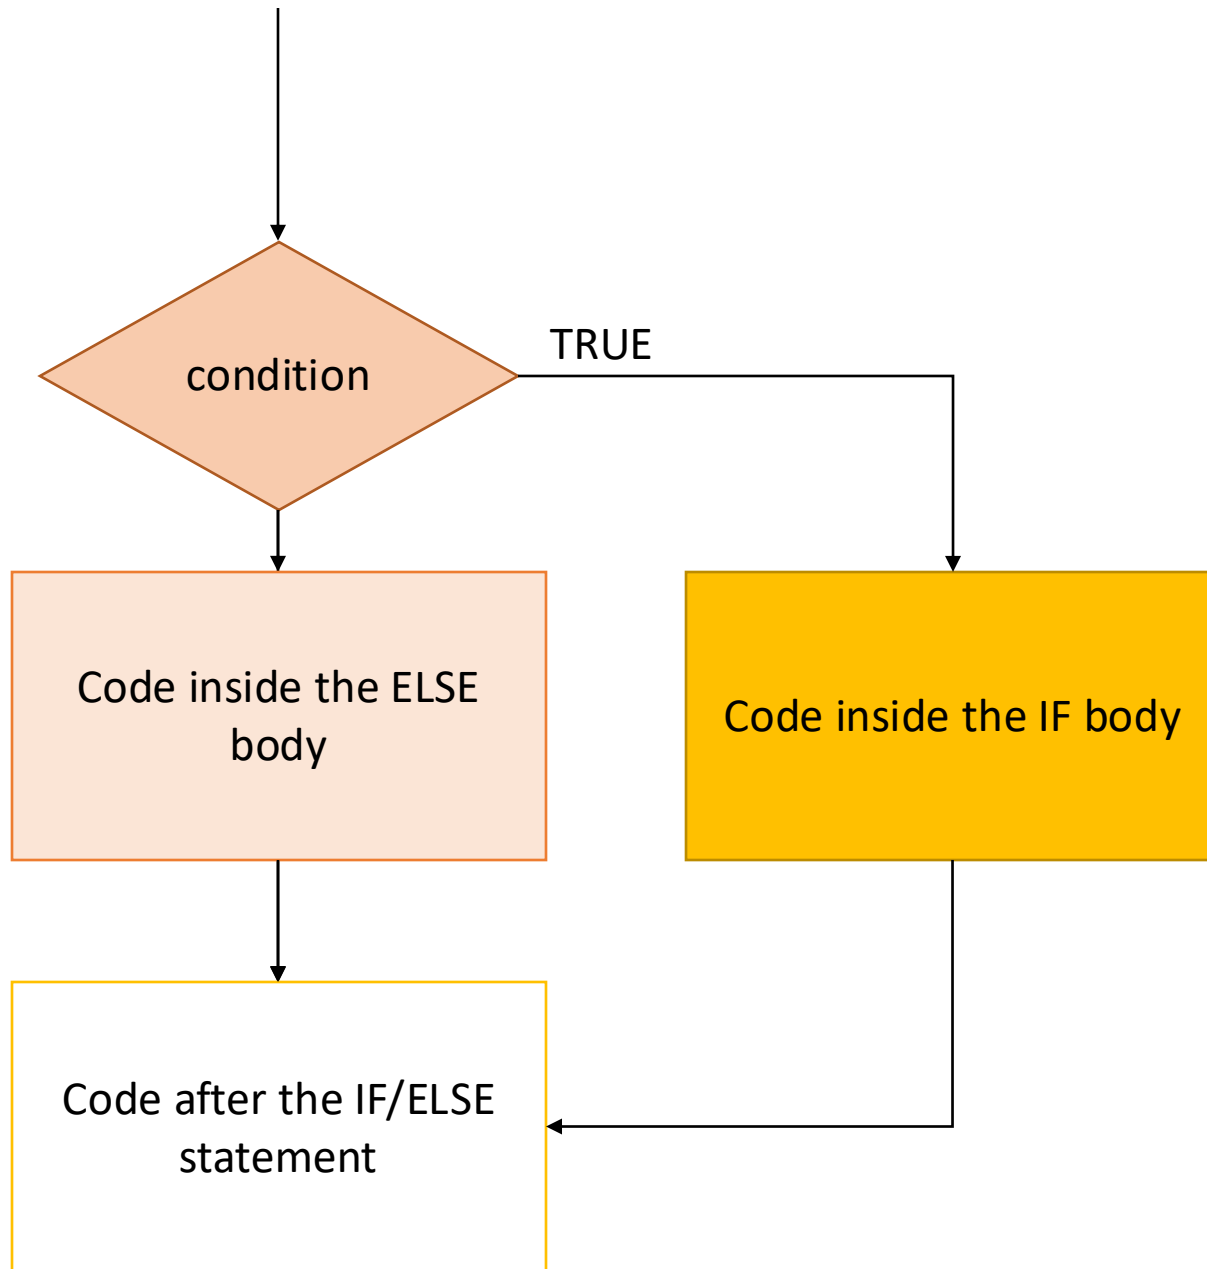 TRUE
condition
Code inside the ELSE
body
Code inside the IF body
Code after the IF/ELSE
statement